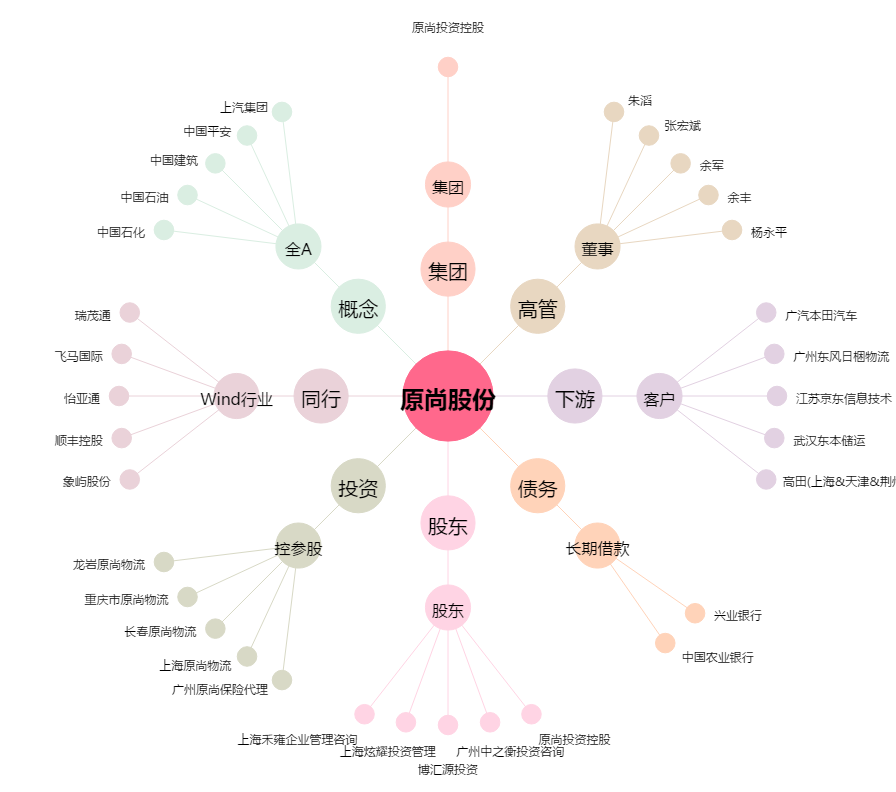 原尚投资控股
集团
集团
上汽集团
中国平安
中国建筑
中国石油
中国石化
全A
概念
朱滔
张宏斌
余军
余丰
杨永平
董事
高管
瑞茂通
飞马国际
怡亚通
顺丰控股
象屿股份
Wind行业
同行
原尚股份
下游
客户
广汽本田汽车
广州东风日梱物流
江苏京东信息技术
武汉东本储运
高田(上海&天津&荆州
投资
控参股
龙岩原尚物流
重庆市原尚物流
长春原尚物流
上海原尚物流
广州原尚保险代理
债务
长期借款
兴业银行
中国农业银行
股东
股东
上海禾雍企业管理咨询
上海炫耀投资管理
博汇源投资
广州中之衡投资咨询
原尚投资控股